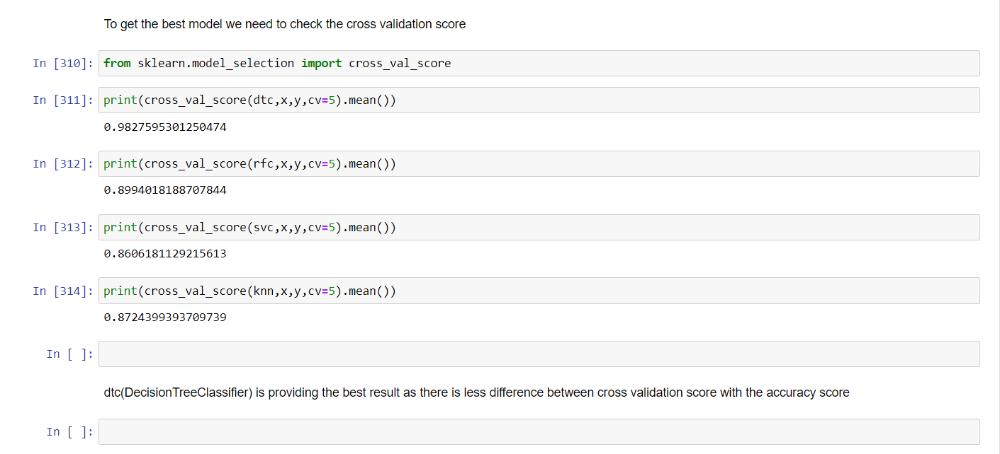 To get the best model we need to check the cross validation score
In [310]: from sklearn.model_selection import cross_val_score
In [311]: print(cross_val_score(dtc,x,y,cv=5).mean())
0.9827595301250474
In [312]: print(cross_val_score(rfc,x,y,cv=5).mean())
0.8994018188707844
In [313]: print(cross_val_score(svc,x,y,cv=5).mean())
0.8606181129215613
In [314]: print(cross_val_score(knn,x,y,cv=5).mean())
0.8724399393709739
In [ ]:
dtc(DecisionTreeClassifier) is providing the best result as there is less difference between cross validation score with the accuracy score
In [ ]: